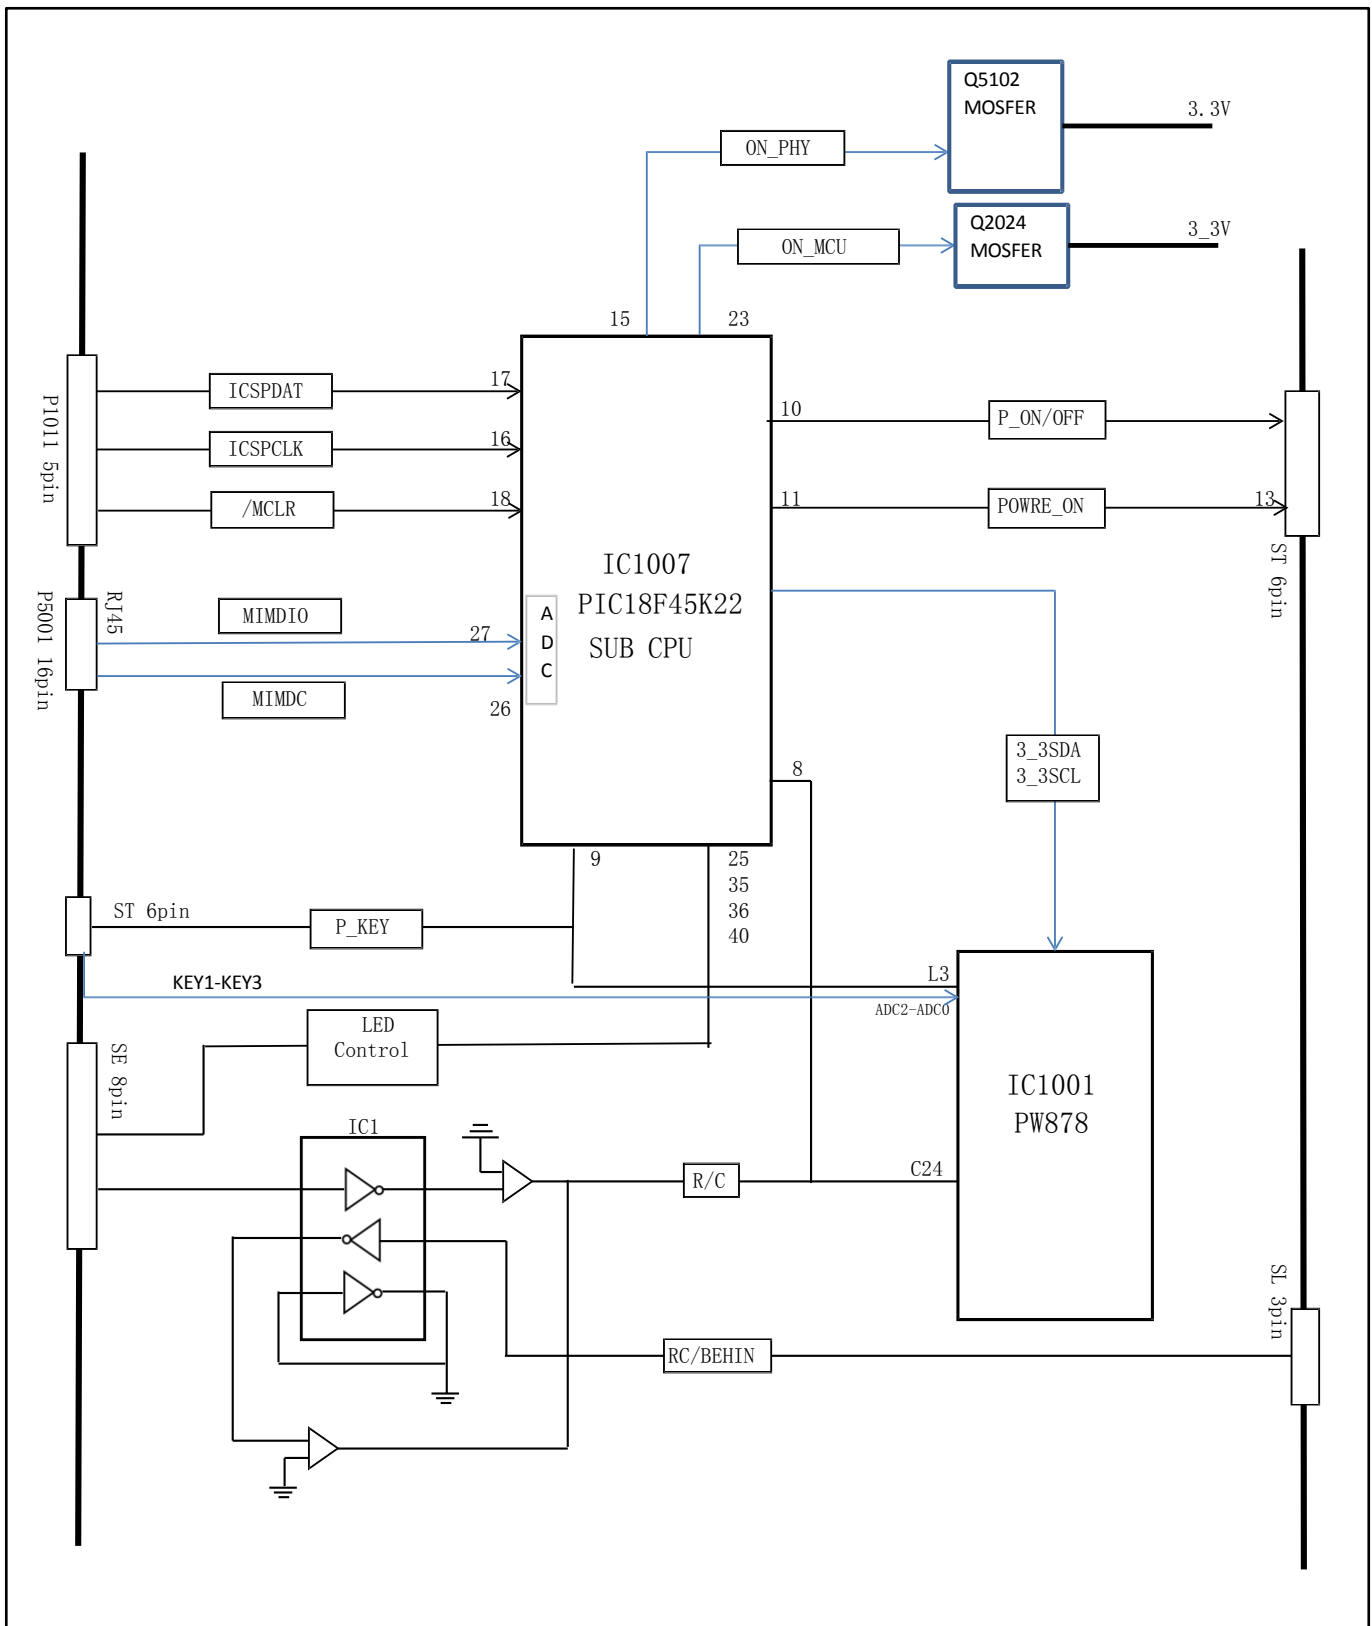 Q5102
MOSFER
3.3V
ON_PHY
Q2024
MOSFER
3_3V
ON_MCU
15
23
P1011 5pin
ICSPDAT
17
ICSPCLK
16
/MCLR
18
10
P_ON/OFF
11
POWRE_ON
13
ST 6pin
IC1007
PIC18F45K22
SUB CPU
A
D
C
P5001 16pin
RJ45
MIMDIO
27
MIMDC
26
3_3SDA
3_3SCL
8
9
25
35
36
40
ST 6pin
P_KEY
KEY1-KEY3
L3
ADC2-ADC0
LED
Control
SE 8pin
IC1001
PW878
IC1
R/C
C24
RC/BEHIN
SL 3pin